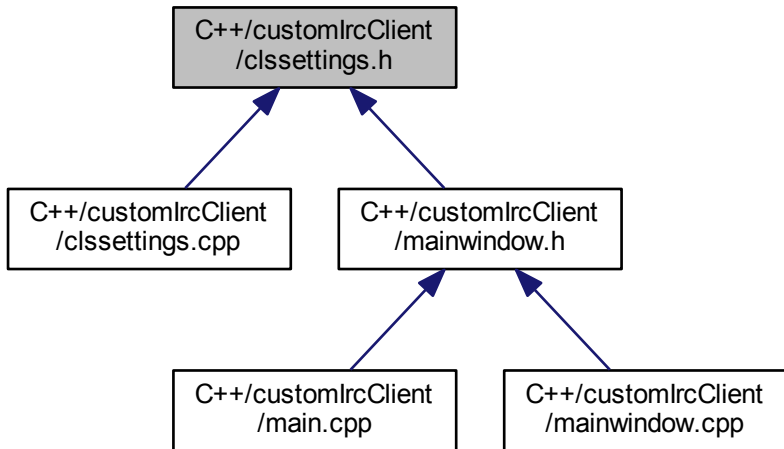 C++/customIrcClient
/clssettings.h
C++/customIrcClient
/clssettings.cpp
C++/customIrcClient
/mainwindow.h
C++/customIrcClient
/main.cpp
C++/customIrcClient
/mainwindow.cpp